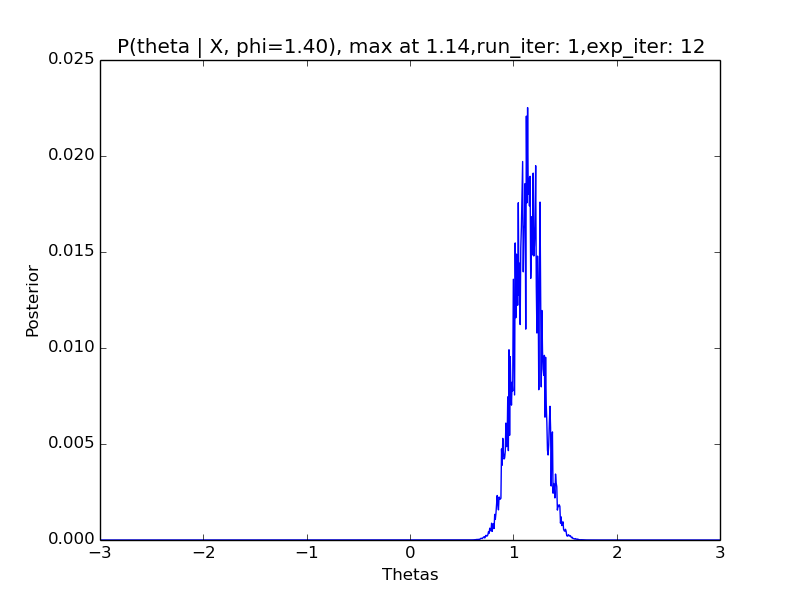 P(theta | X, phi=1.40), max at 1.14,run_iter: 1,exp_iter: 12
0.025
0.020
0.015
0.010
0.005
0.000
Posterior
−3 −2 −1 0 1 2 3
Thetas